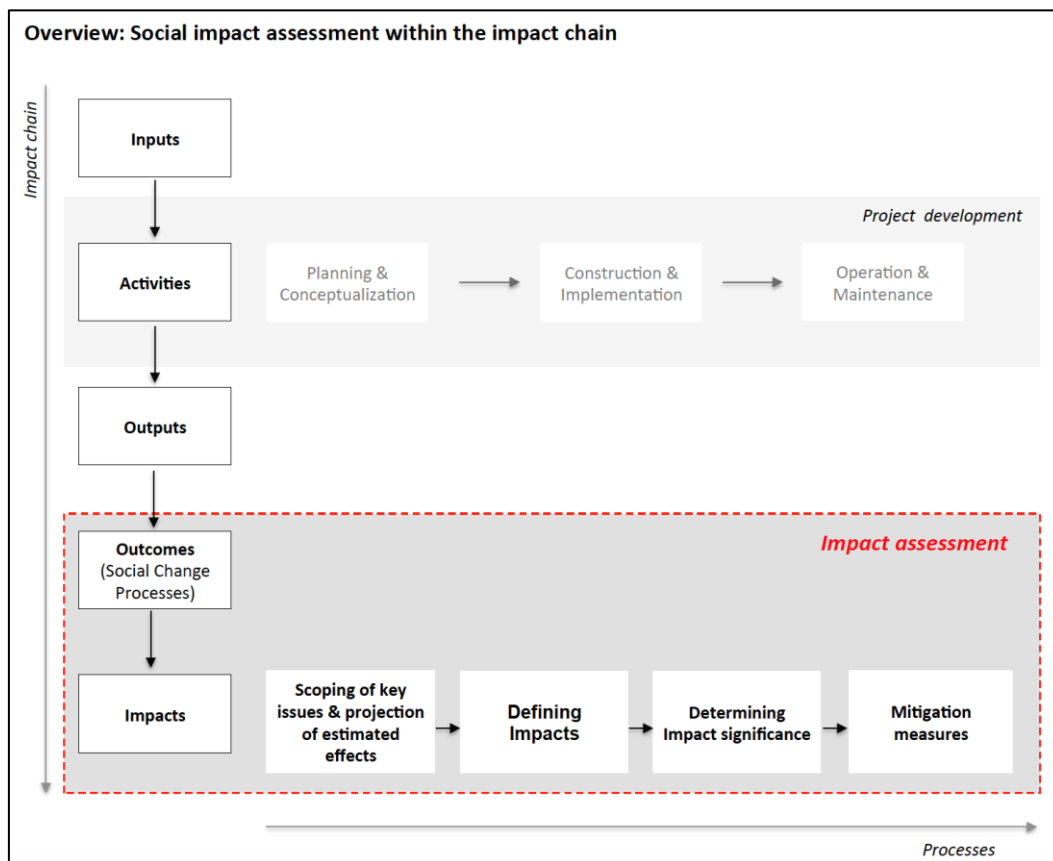 Overview: Social impact assessment within the impact chain
Impact chain
Inputs
Project development
Activities
Planning &
Conceptualization
Construction &
Implementation
Operation &
Maintenance
Outputs
Outcomes
(Social Change
Processes)
Impact assessment
Impacts
Scoping of key
issues & projection
of estimated
effects
Defining
Impacts
Determining
Impact significance
Mitigation
measures
Processes